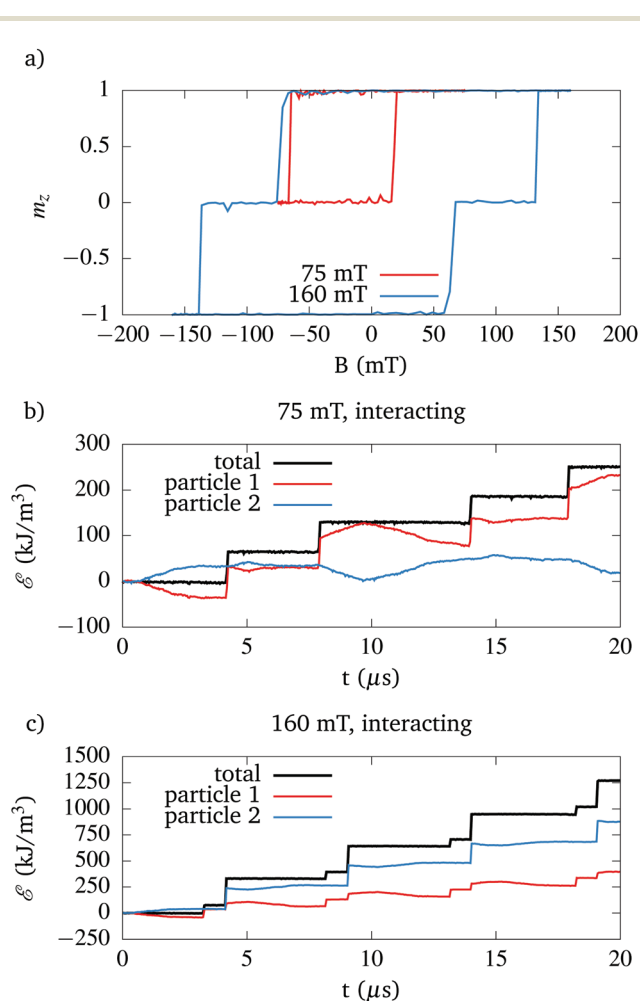 a)
1
0.5
0
−0.5
−1
m_z
75 mT
160 mT
−200 −150 −100 −50 0 50 100 150 200
B (mT)
b) 75 mT, interacting
300
200
100
0
−100
ℰ (kJ/m³)
total
particle 1
particle 2
0 5 10 15 20
t (μs)
c) 160 mT, interacting
1500
1250
1000
750
500
250
0
−250
ℰ (kJ/m³)
total
particle 1
particle 2
0 5 10 15 20
t (μs)